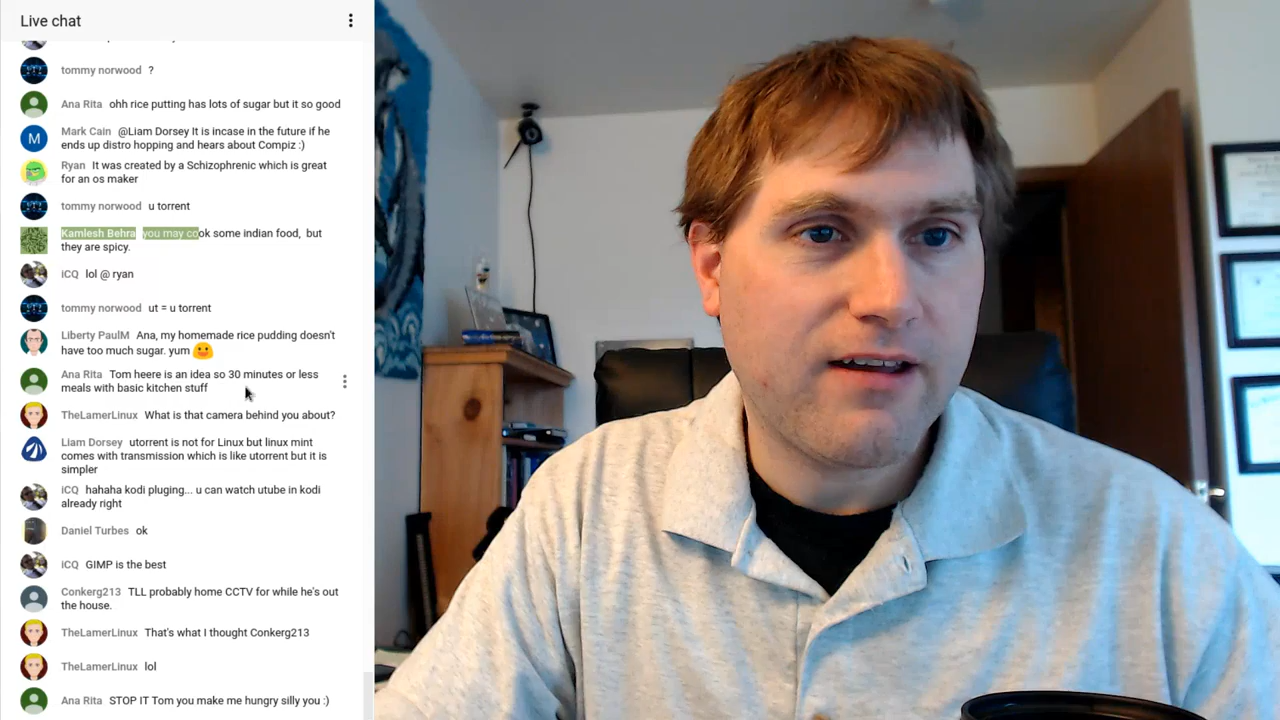 Live chat
tommy norwood ?
Ana Rita ohh rice putting has lots of sugar but it so good
Mark Cain @Liam Dorsey It is incase in the future if he
ends up distro hopping and hears about Compiz :)
Ryan It was created by a Schizophrenic which is great
for an os maker
tommy norwood u torrent
Kamlesh Behra you may cook some indian food, but
they are spicy.
iCQ lol @ ryan
tommy norwood ut = u torrent
Liberty PaulM Ana, my homemade rice pudding doesn't
have too much sugar. yum
Ana Rita Tom heere is an idea so 30 minutes or less
meals with basic kitchen stuff
TheLamerLinux What is that camera behind you about?
Liam Dorsey utorrent is not for Linux but linux mint
comes with transmission which is like utorrent but it is
simpler
iCQ hahaha kodi pluging... u can watch utube in kodi
already right
Daniel Turbes ok
iCQ GIMP is the best
Conkerg213 TLL probably home CCTV for while he's out
the house.
TheLamerLinux That's what I thought Conkerg213
TheLamerLinux lol
Ana Rita STOP IT Tom you make me hungry silly you :)
M